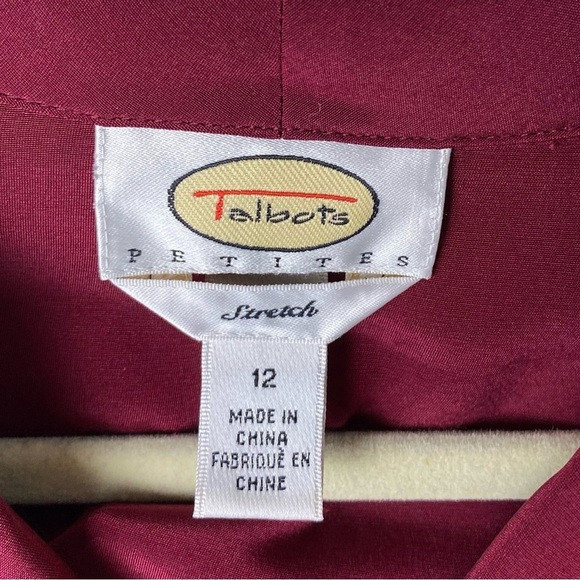 Talbots
PETITES
Stretch
12
MADE IN
CHINA
FABRIQUÉ EN
CHINE